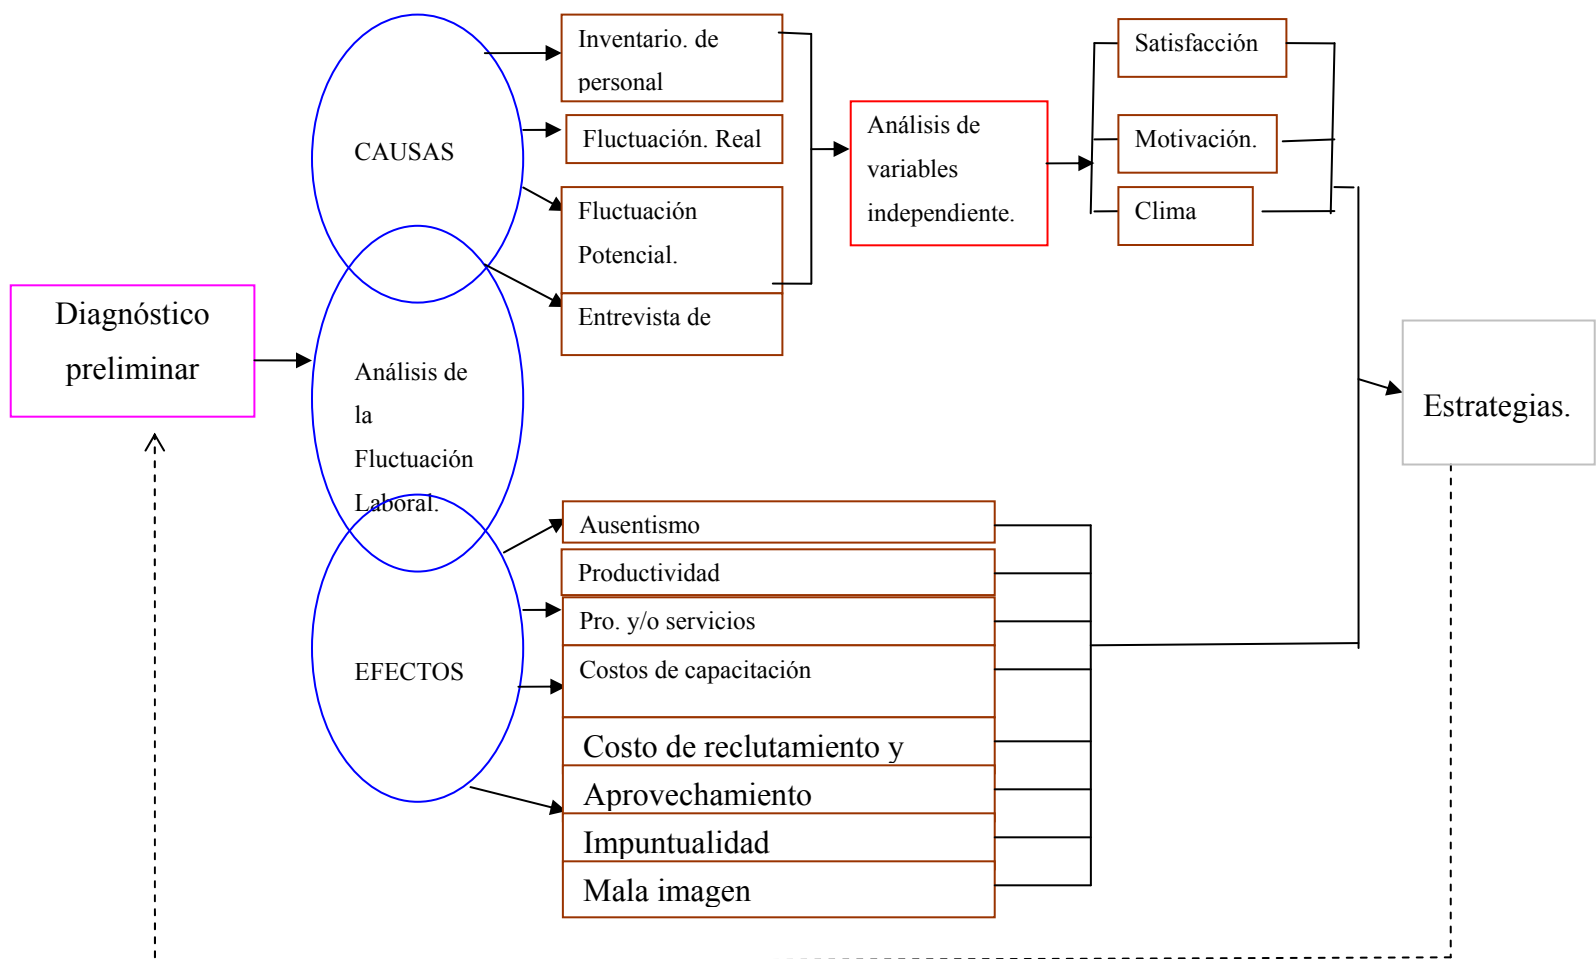 Diagnóstico
preliminar
CAUSAS
Análisis de
la
Fluctuación
Laboral.
EFECTOS
Inventario. de
personal
Fluctuación. Real
Fluctuación
Potencial.
Entrevista de
Análisis de
variables
independiente.
Satisfacción
Motivación.
Clima
Ausentismo
Productividad
Pro. y/o servicios
Costos de capacitación
Costo de reclutamiento y
Aprovechamiento
Impuntualidad
Mala imagen
Estrategias.